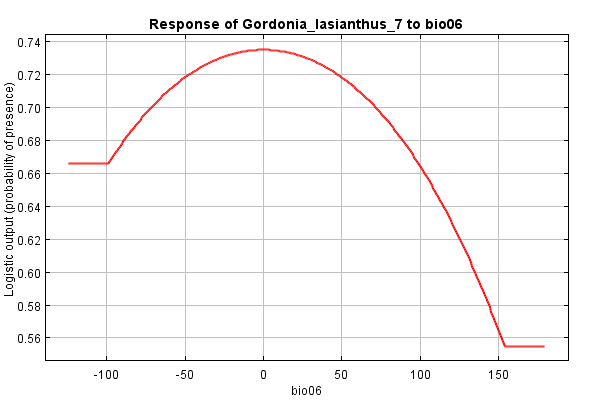 Response of Gordonia_lasianthus_7 to bio06
Logistic output (probability of presence)
0.74
0.72
0.70
0.68
0.66
0.64
0.62
0.60
0.58
0.56
-100 -50 0 50 100 150
bio06